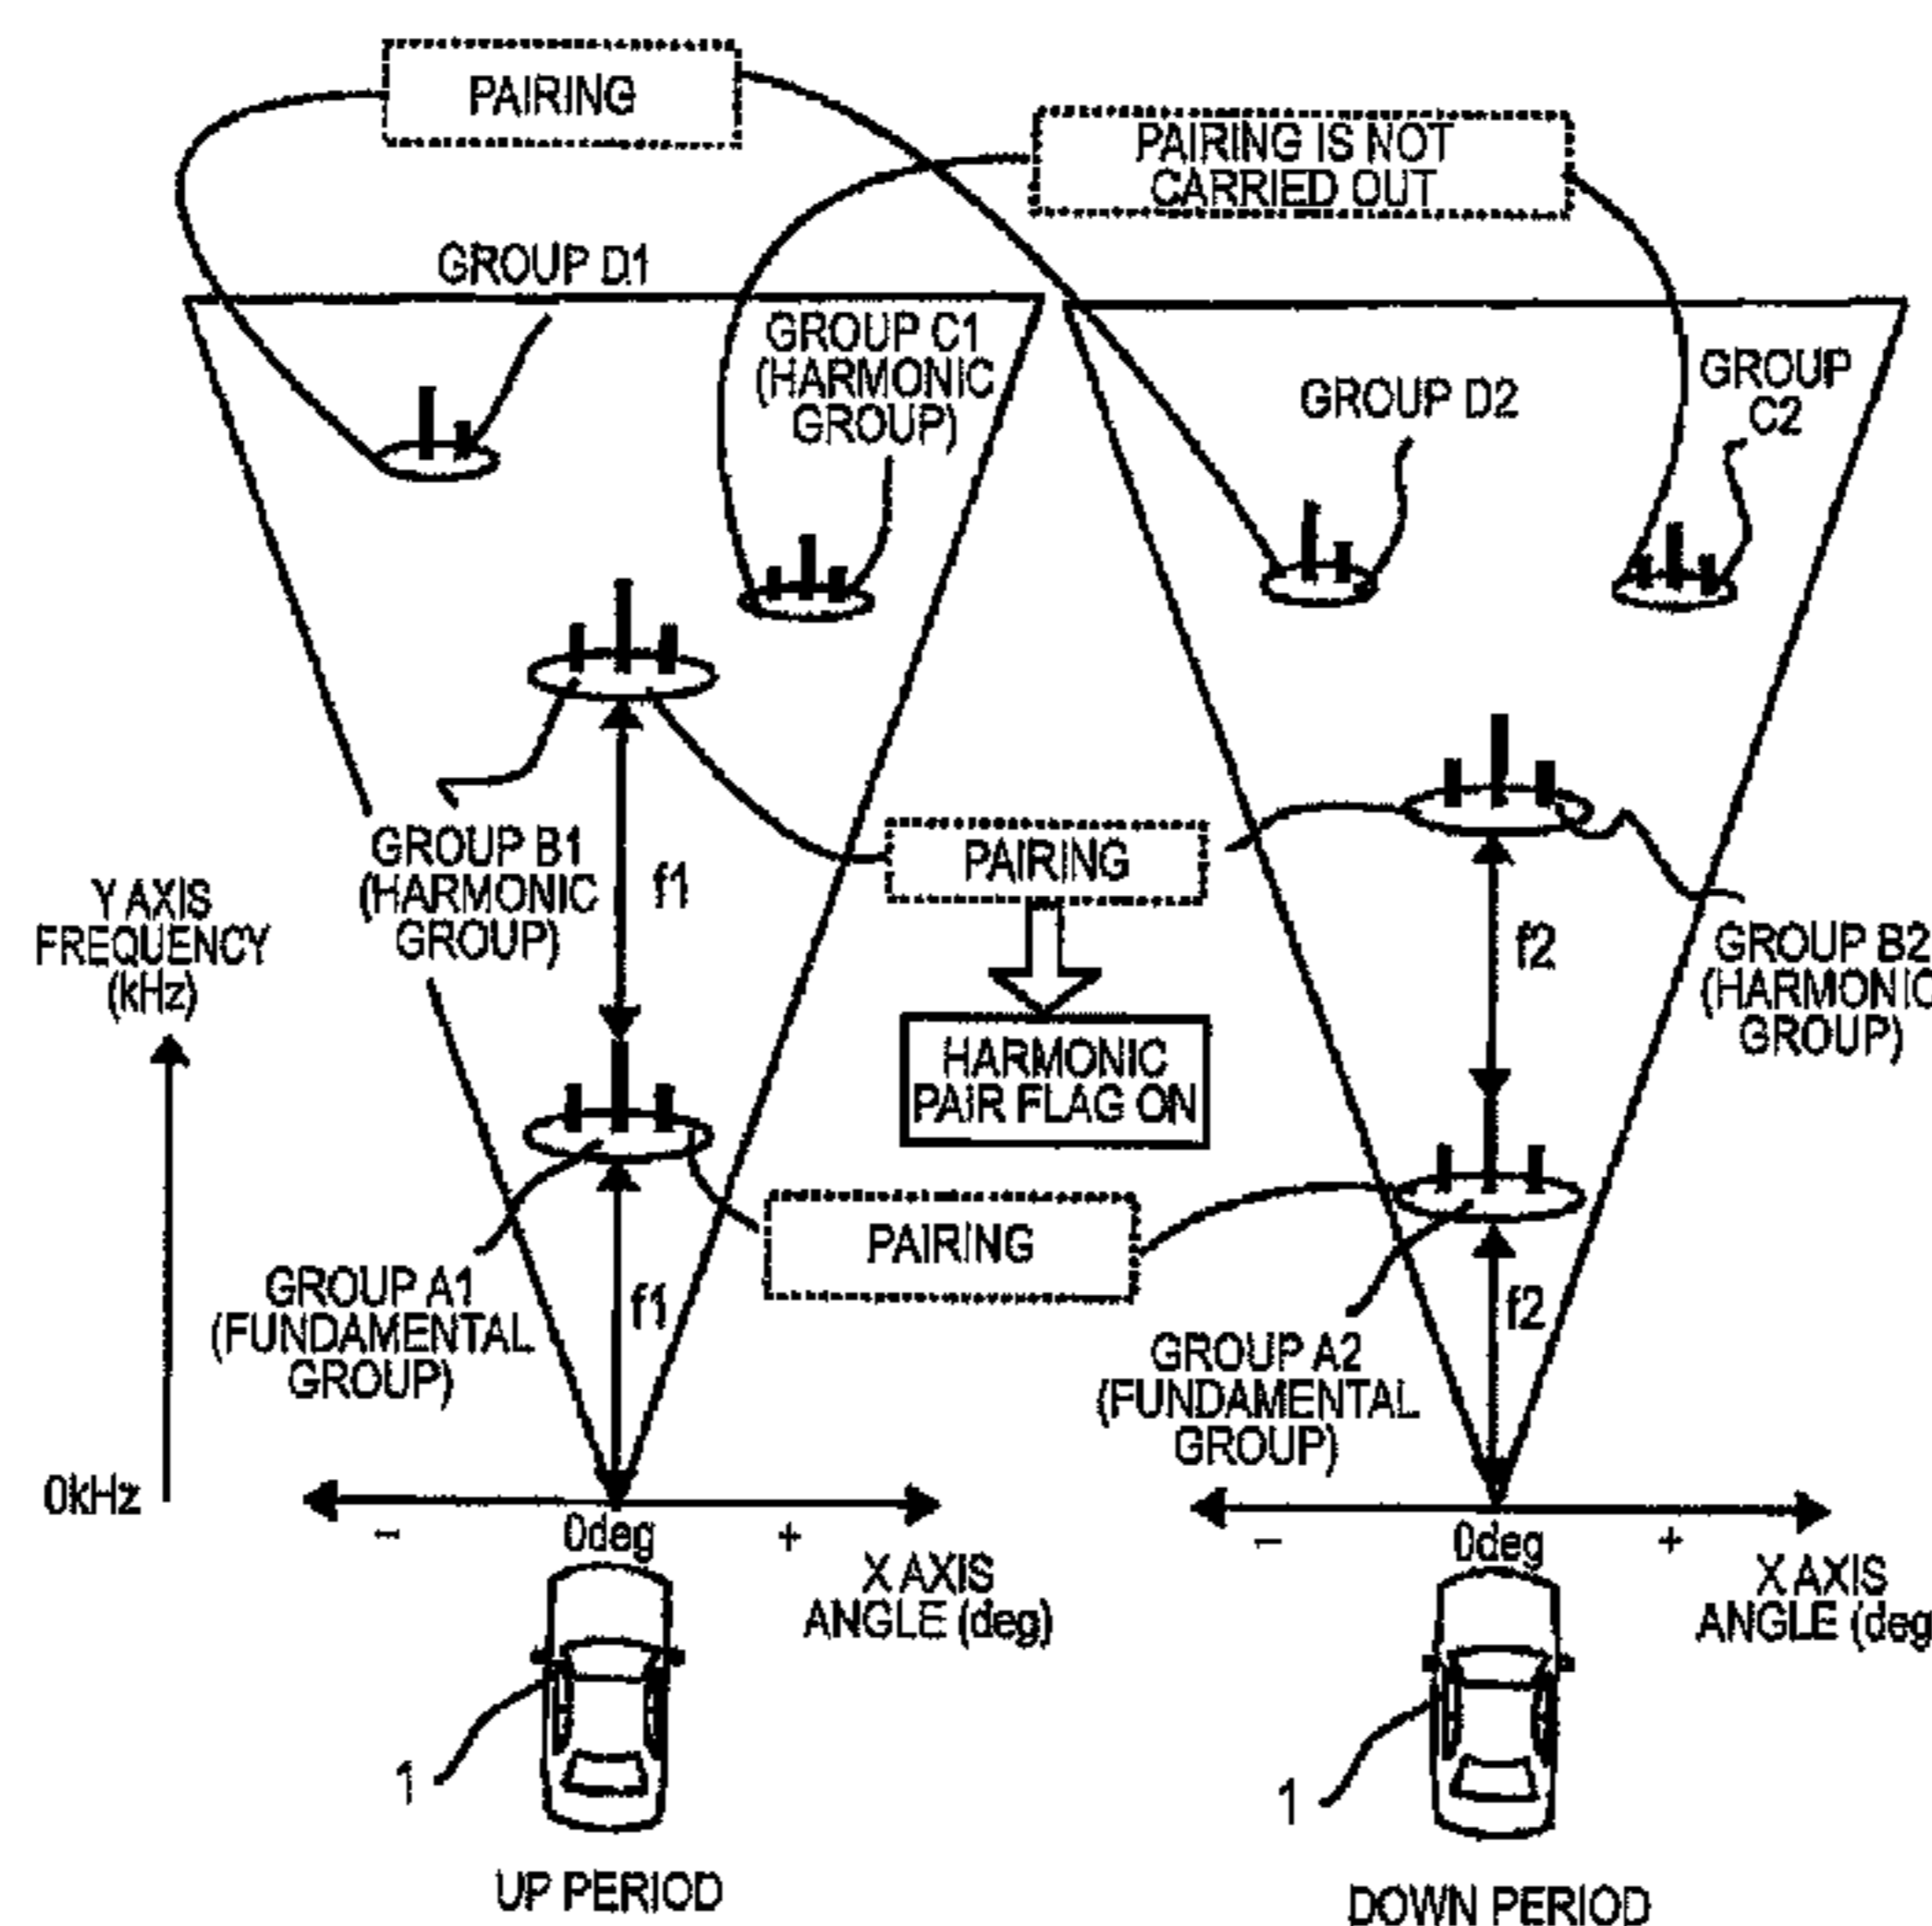 PAIRING
PAIRING IS NOT
CARRIED OUT
GROUP D1
GROUP C1
(HARMONIC
GROUP)
GROUP D2
GROUP
C2
GROUP B1
(HARMONIC
GROUP)
f1
PAIRING
f2
GROUP B2
(HARMONIC
GROUP)
Y AXIS
FREQUENCY
(kHz)
HARMONIC
PAIR FLAG ON
PAIRING
GROUP A1
(FUNDAMENTAL
GROUP)
f1
GROUP A2
(FUNDAMENTAL
GROUP)
f2
0kHz
-
0deg
+
X AXIS
ANGLE (deg)
-
0deg
+
X AXIS
ANGLE (deg
1
1
UP PERIOD
DOWN PERIOD